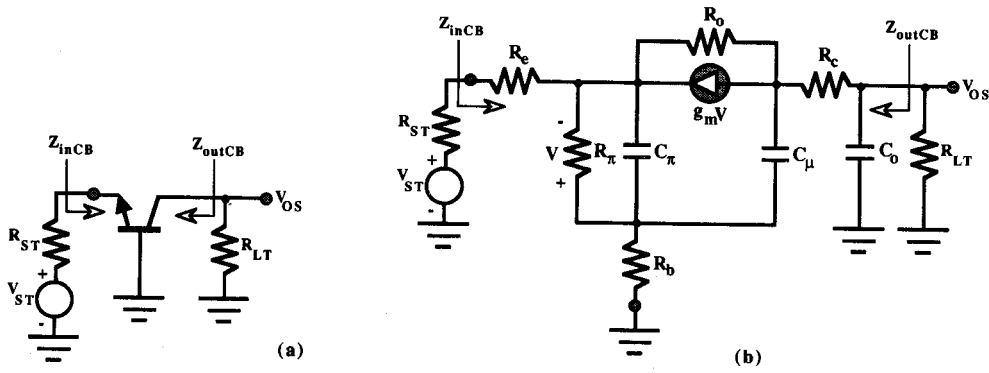 Z_inCB
Z_outCB
V_OS
R_ST
R_LT
+
V_ST
-
(a)
Z_inCB
R_e
R_o
Z_outCB
R_c
V_OS
g_mV
R_ST
-
V
R_π
C_π
C_μ
C_o
R_LT
+
+
V_ST
-
R_b
(b)